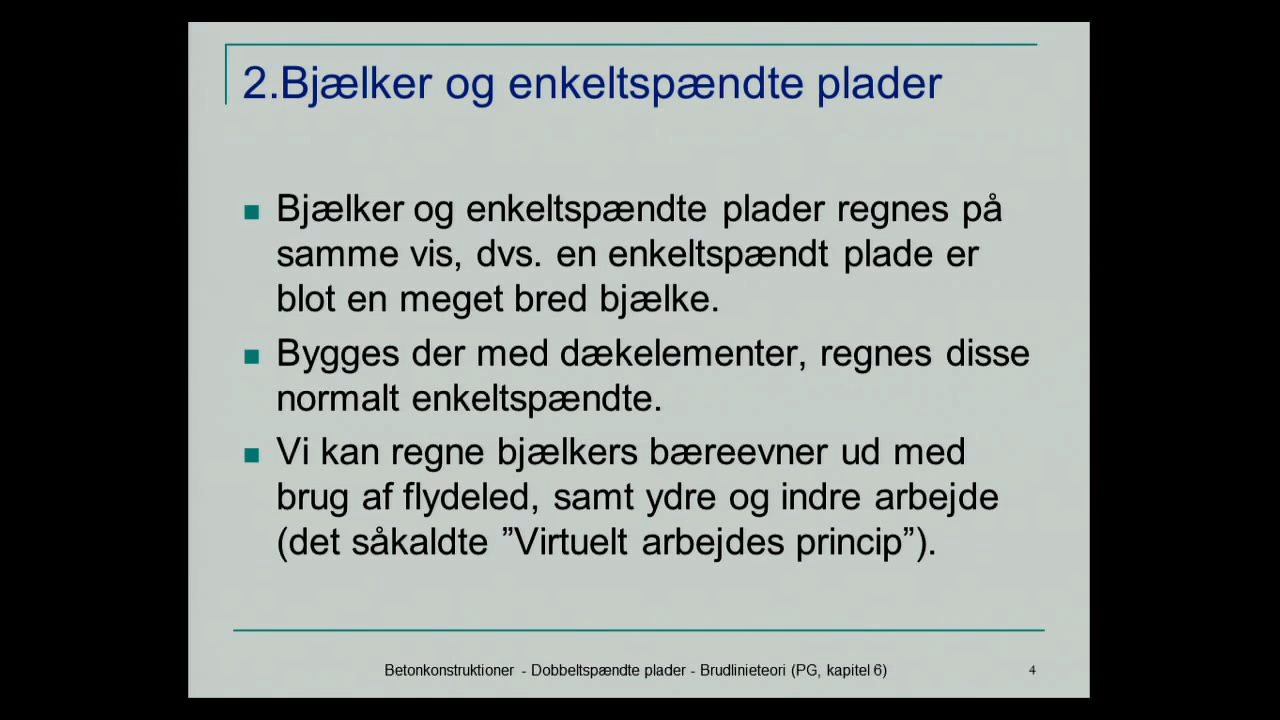 2.Bjælker og enkeltspændte plader
Bjælker og enkeltspændte plader regnes på
samme vis, dvs. en enkeltspændt plade er
blot en meget bred bjælke.
Bygges der med dækelementer, regnes disse
normalt enkeltspændte.
Vi kan regne bjælkers bæreevner ud med
brug af flydeled, samt ydre og indre arbejde
(det såkaldte ”Virtuelt arbejdes princip”).
Betonkonstruktioner - Dobbeltspændte plader - Brudlinieteori (PG, kapitel 6)
4